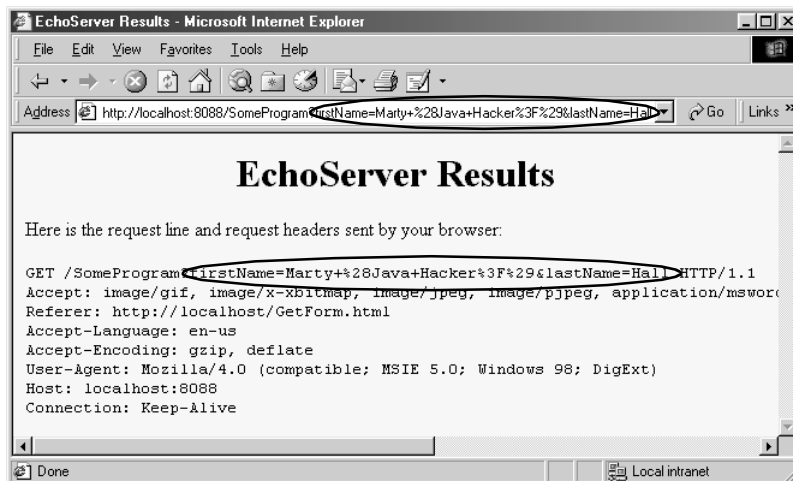 EchoServer Results - Microsoft Internet Explorer
File Edit View Favorites Tools Help
Address http://localhost:8088/SomeProgram?firstName=Marty+%28Java+Hacker%3F%29&lastName=Hall Go Links »
EchoServer Results
Here is the request line and request headers sent by your browser:
GET /SomeProgram?firstName=Marty+%28Java+Hacker%3F%29&lastName=Hall HTTP/1.1
Accept: image/gif, image/x-xbitmap, image/jpeg, image/pjpeg, application/msword
Referer: http://localhost/GetForm.html
Accept-Language: en-us
Accept-Encoding: gzip, deflate
User-Agent: Mozilla/4.0 (compatible; MSIE 5.0; Windows 98; DigExt)
Host: localhost:8088
Connection: Keep-Alive
Done Local intranet